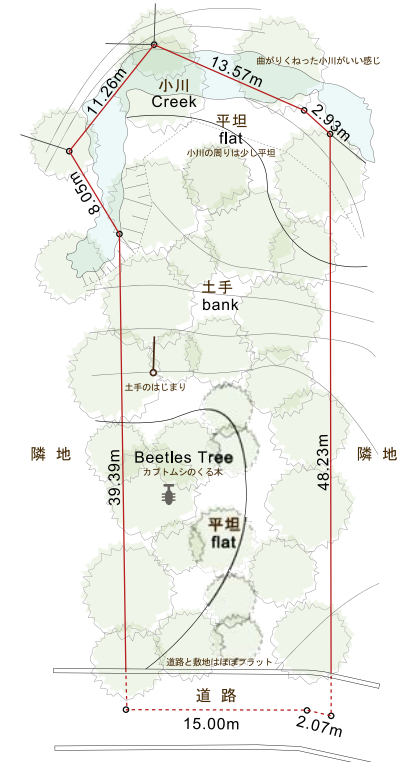 曲がりくねった小川がいい感じ
13.57m
11.26m
小川
Creek
2.93m
平坦
flat
小川の周りは少し平坦
8.05m
土手
bank
土手のはじまり
隣 地
隣 地
Beetles Tree
カブトムシのくる木
39.39m
48.23m
平坦
flat
道路と敷地はほぼフラット
道 路
15.00m
2.07m